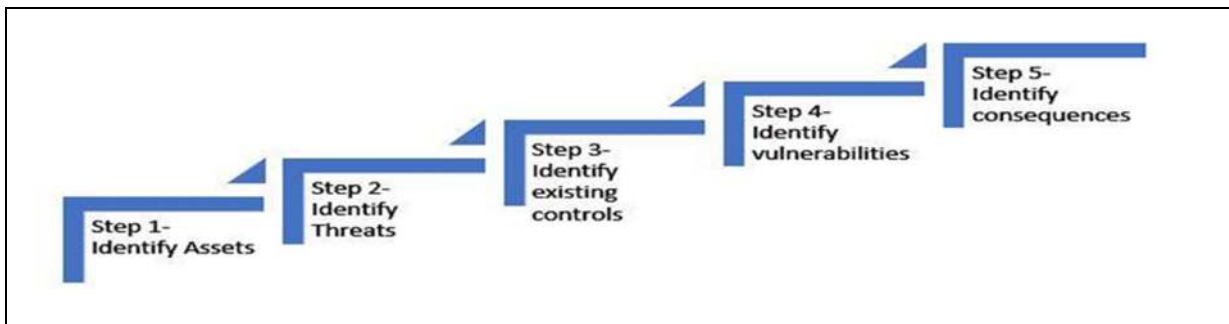 Step 1-
Identify Assets
Step 2-
Identify
Threats
Step 3-
Identify
existing
controls
Step 4-
Identify
vulnerabilities
Step 5-
Identify
consequences